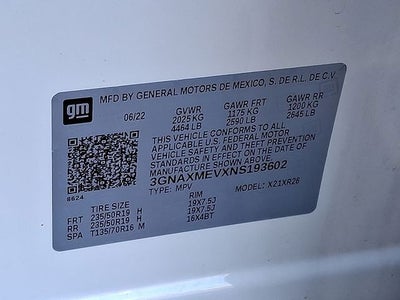 gm
MFD BY GENERAL MOTORS DE MEXICO, S. DE R.L. DE C.V.
06/22 GVWR GAWR FRT GAWR RR
2025 KG 1175 KG 1200 KG
4464 LB 2590 LB 2645 LB
THIS VEHICLE CONFORMS TO ALL
APPLICABLE U.S. FEDERAL MOTOR
VEHICLE SAFETY AND THEFT PREVENTION
STANDARDS IN EFFECT ON THE DATE OF
MANUFACTURE SHOWN ABOVE.
3GNAXMEVXNS193602
TYPE: MPV MODEL: X21XR26
8624
TIRE SIZE RIM
FRT 235/50R19 H 19X7.5J
RR 235/50R19 H 19X7.5J
SP T135/70R16 M 16X4BT